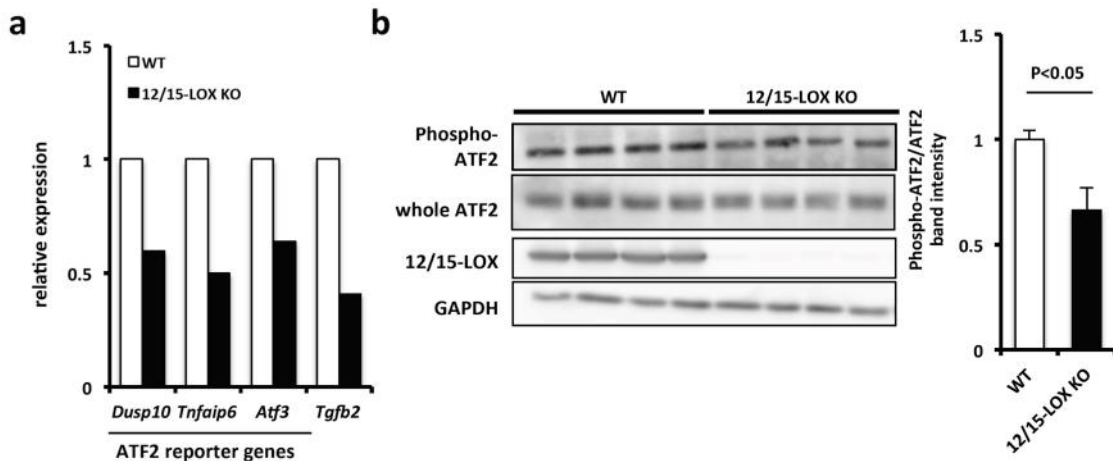 a
1.5
WT
12/15-LOX KO
1
0.5
0
relative expression
Dusp10 Tnfaip6 Atf3 Tgfb2
ATF2 reporter genes
b
WT 12/15-LOX KO
Phospho-
ATF2
whole ATF2
12/15-LOX
GAPDH
1.5
P<0.05
1
0.5
0
Phospho-ATF2/ATF2
band intensity
WT
12/15-LOX KO